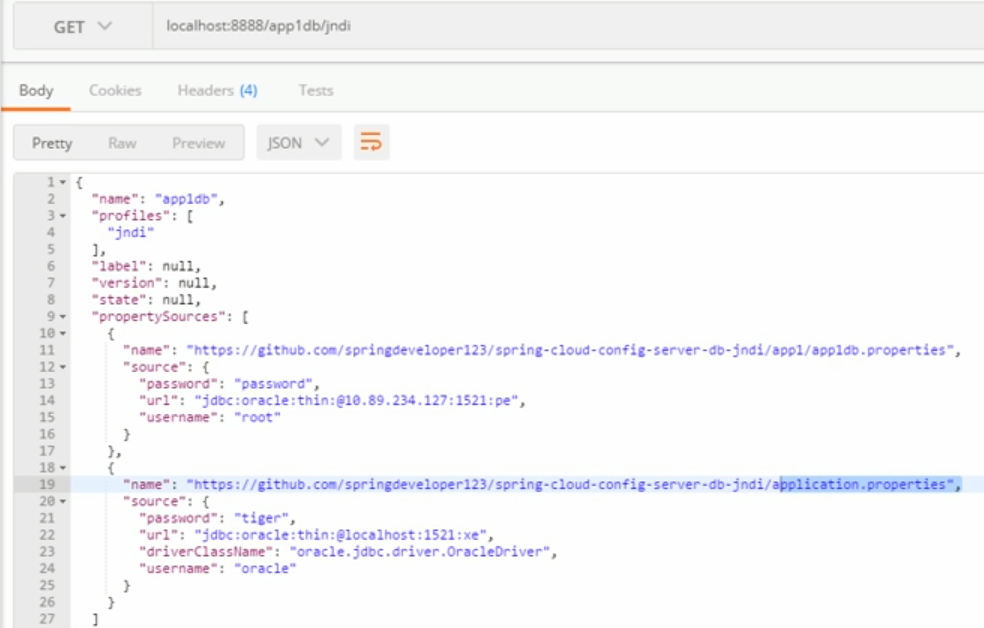 GET localhost:8888/app1db/jndi
Body Cookies Headers (4) Tests
Pretty Raw Preview JSON
1 {
2 "name": "app1db",
3 "profiles": [
4 "jndi"
5 ],
6 "label": null,
7 "version": null,
8 "state": null,
9 "propertySources": [
10 {
11 "name": "https://github.com/springdeveloper123/spring-cloud-config-server-db-jndi/app1/app1db.properties",
12 "source": {
13 "password": "password",
14 "url": "jdbc:oracle:thin:@10.89.234.127:1521:pe",
15 "username": "root"
16 }
17 },
18 {
19 "name": "https://github.com/springdeveloper123/spring-cloud-config-server-db-jndi/application.properties",
20 "source": {
21 "password": "tiger",
22 "url": "jdbc:oracle:thin:@localhost:1521:xe",
23 "driverClassName": "oracle.jdbc.driver.OracleDriver",
24 "username": "oracle"
25 }
26 }
27 ]